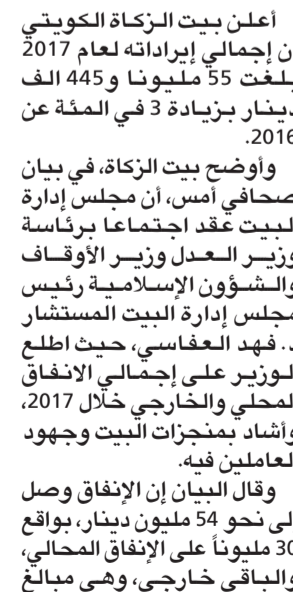 أعلن بيت الزكاة الكويتي
ن إجمالي إيراداته لعام 2017
بلغت 55 مليونا و445 الف
دينار بزيادة 3 في المئة عن
2016.
وأوضح بيت الزكاة، في بيان
صحافي أمس، أن مجلس إدارة
لبيت عقد اجتماعا برئاسة
وزير العدل وزير الأوقاف
والشؤون الإسلامية رئيس
مجلس إدارة البيت المستشار
د. فهد العفاسي، حيث اطلع
لوزير على إجمالي الانفاق
لمحلي والخارجي خلال 2017،
وأشاد بمنجزات البيت وجهود
لعاملين فيه.
وقال البيان إن الإنفاق وصل
لى نحو 54 مليون دينار، بواقع
30 مليوناً على الإنفاق المحالي،
والباقي خارجي، وهي مبالغ